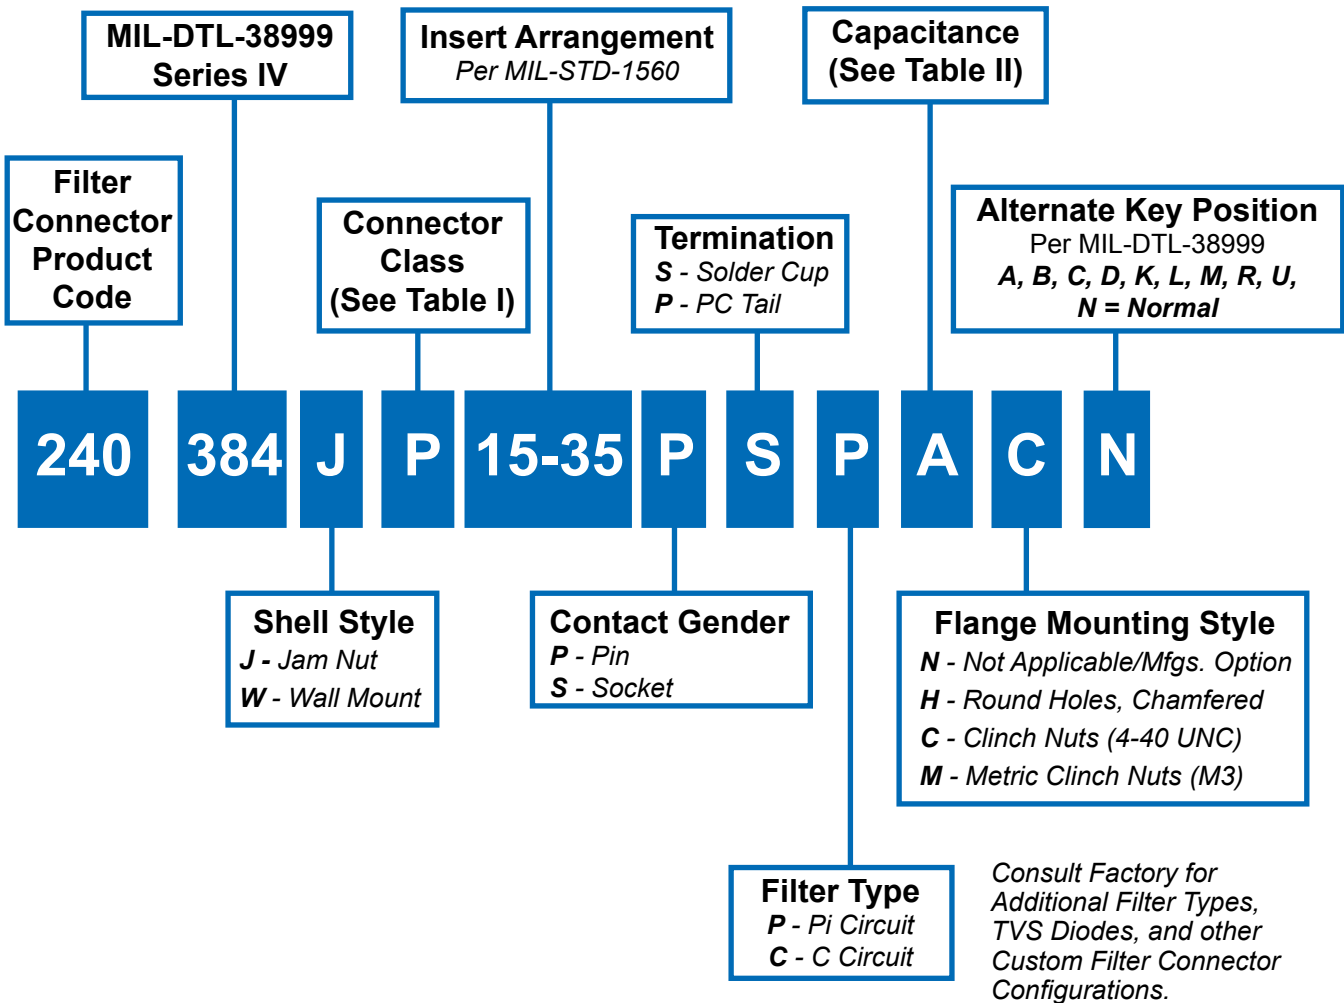 MIL-DTL-38999
Series IV
Insert Arrangement
Per MIL-STD-1560
Capacitance
(See Table II)
Filter
Connector
Product
Code
Connector
Class
(See Table I)
Termination
S - Solder Cup
P - PC Tail
Alternate Key Position
Per MIL-DTL-38999
A, B, C, D, K, L, M, R, U,
N = Normal
240 384 J P 15-35 P S P A C N
Shell Style
J - Jam Nut
W - Wall Mount
Contact Gender
P - Pin
S - Socket
Flange Mounting Style
N - Not Applicable/Mfgs. Option
H - Round Holes, Chamfered
C - Clinch Nuts (4-40 UNC)
M - Metric Clinch Nuts (M3)
Filter Type
P - Pi Circuit
C - C Circuit
Consult Factory for
Additional Filter Types,
TVS Diodes, and other
Custom Filter Connector
Configurations.